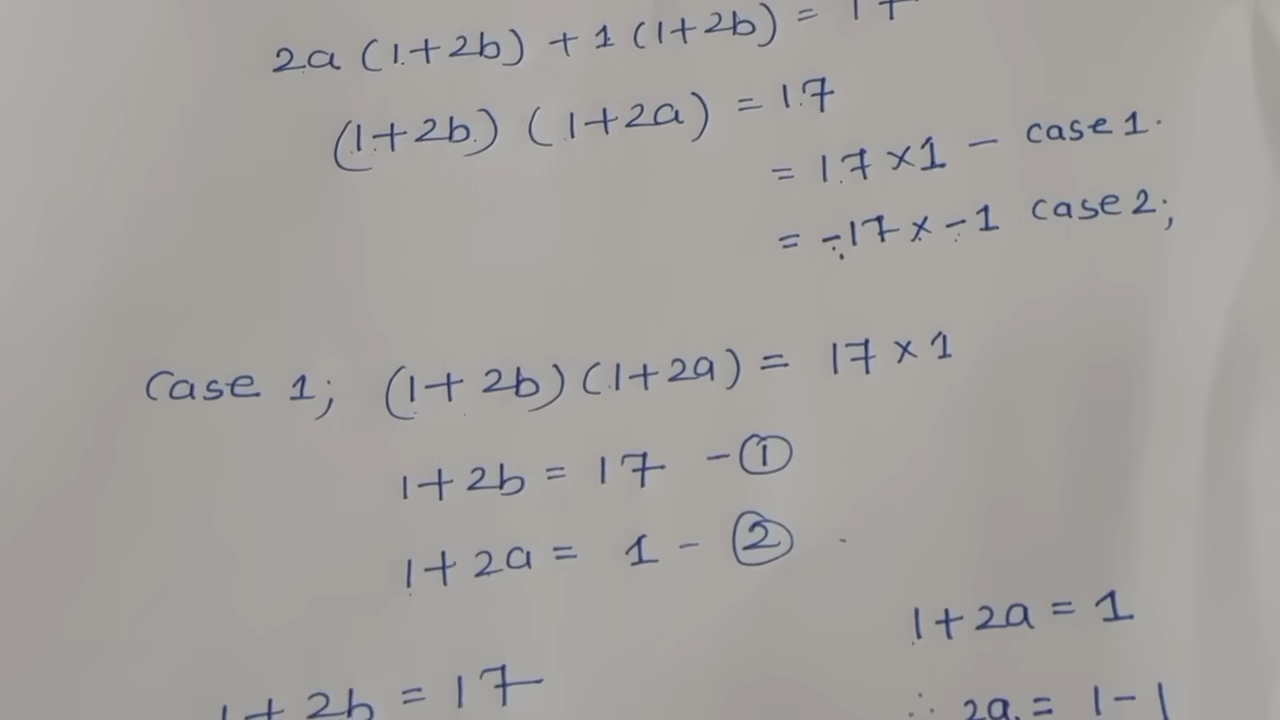 2a (1+2b) + 1 (1+2b) = 17
(1+2b) (1+2a) = 17
= 17 × 1 - case 1.
= -17 × -1 case 2;
Case 1; (1+ 2b) (1+2a) = 17 × 1
1+2b = 17 - ①
1+2a = 1 - ②
1+2a = 1
1+ 2b = 17
∴ 2a = 1-1